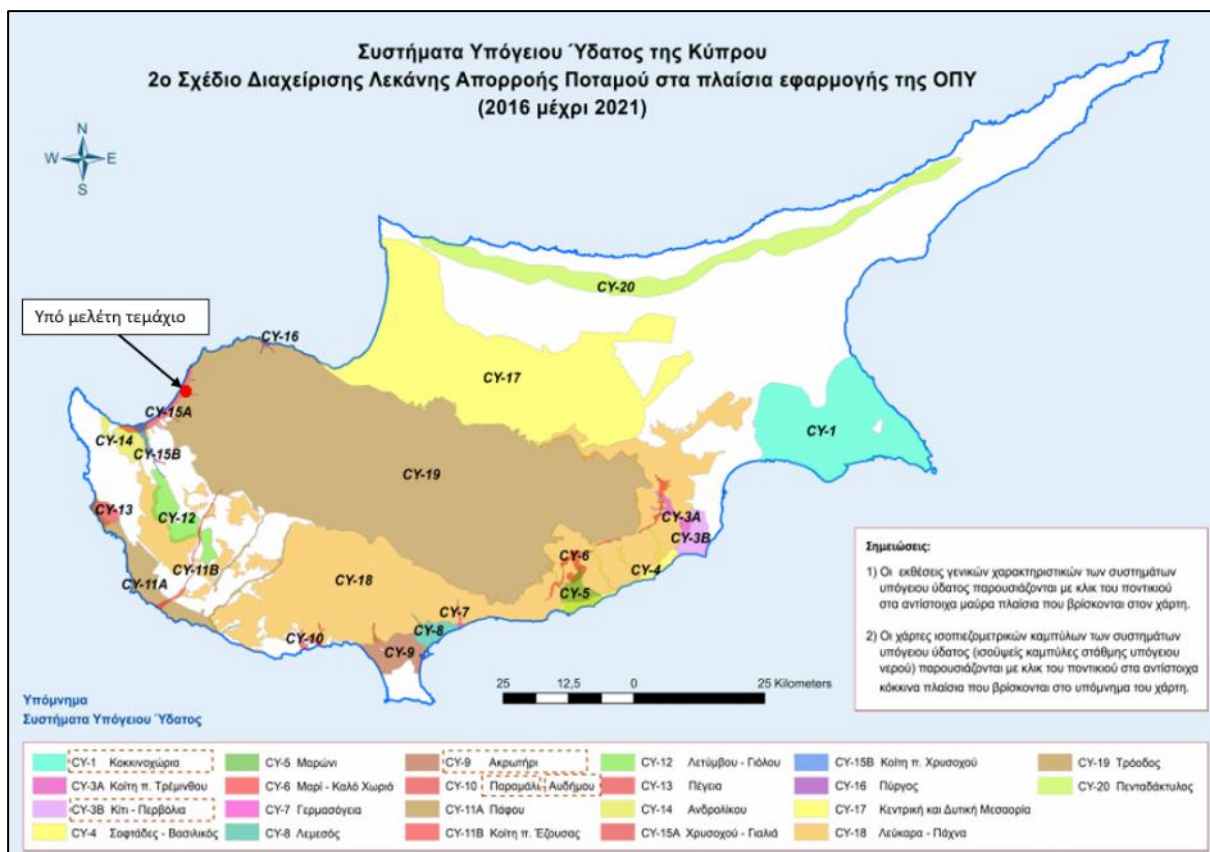 Συστήματα Υπόγειου Ύδατος της Κύπρου
2ο Σχέδιο Διαχείρισης Λεκάνης Απορροής Ποταμού στα πλαίσια εφαρμογής της ΟΠΥ
(2016 μέχρι 2021)
N
W E
S
Υπό μελέτη τεμάχιο
CY-20
CY-16
CY-17
CY-15A
CY-1
CY-14
CY-15B
CY-19
CY-13
CY-12
CY-3A
CY-3B
CY-6
CY-4
CY-11A
CY-11B
CY-18
CY-5
CY-7
CY-8
CY-10
CY-9
Σημειώσεις:
1) Οι εκθέσεις γενικών χαρακτηριστικών των συστημάτων
υπόγειου ύδατος παρουσιάζονται με κλικ του ποντικιού
στα αντίστοιχα μαύρα πλαίσια που βρίσκονται στον χάρτη.
2) Οι χάρτες ισοπιεζομετρικών καμπύλων των συστημάτων
υπόγειου ύδατος (ισοϋψείς καμπύλες στάθμης υπόγειου
νερού) παρουσιάζονται με κλικ του ποντικιού στα αντίστοιχα
κόκκινα πλαίσια που βρίσκονται στο υπόμνημα του χάρτη.
25 12,5 0 25 Kilometers
Υπόμνημα
Συστήματα Υπόγειου Ύδατος
CY-1 Κοκκινοχώρια CY-5 Μαρώνι CY-9 Ακρωτήρι CY-12 Λετύμβου - Γιόλου CY-15B Κοίτη π. Χρυσοχού CY-19 Τρόοδος
CY-3A Κοίτη π. Τρέμινθου CY-6 Μαρί - Καλό Χωριό CY-10 Παραμάλι Αυδήμου CY-13 Πέγεια CY-16 Πύργος CY-20 Πενταδάκτυλος
CY-3B Κίτι - Περβόλια CY-7 Γερμασόγεια CY-11A Πάφου CY-14 Ανδρολίκου CY-17 Κεντρική και Δυτική Μεσαορία
CY-4 Σοφτάδες - Βασιλικός CY-8 Λεμεσός CY-11B Κοίτη π. Έζουσας CY-15A Χρυσοχού - Γιαλιά CY-18 Λεύκαρα - Πάχνα